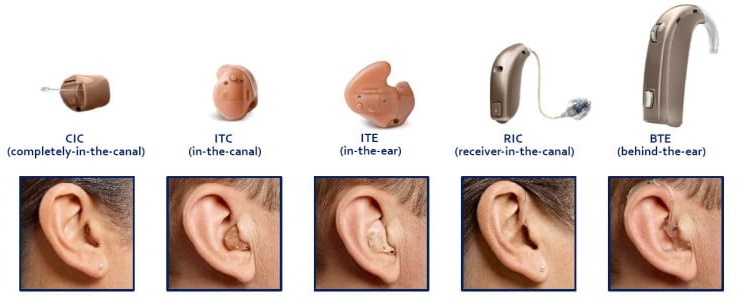 CIC
(completely-in-the-canal)
ITC
(in-the-canal)
ITE
(in-the-ear)
RIC
(receiver-in-the-canal)
BTE
(behind-the-ear)